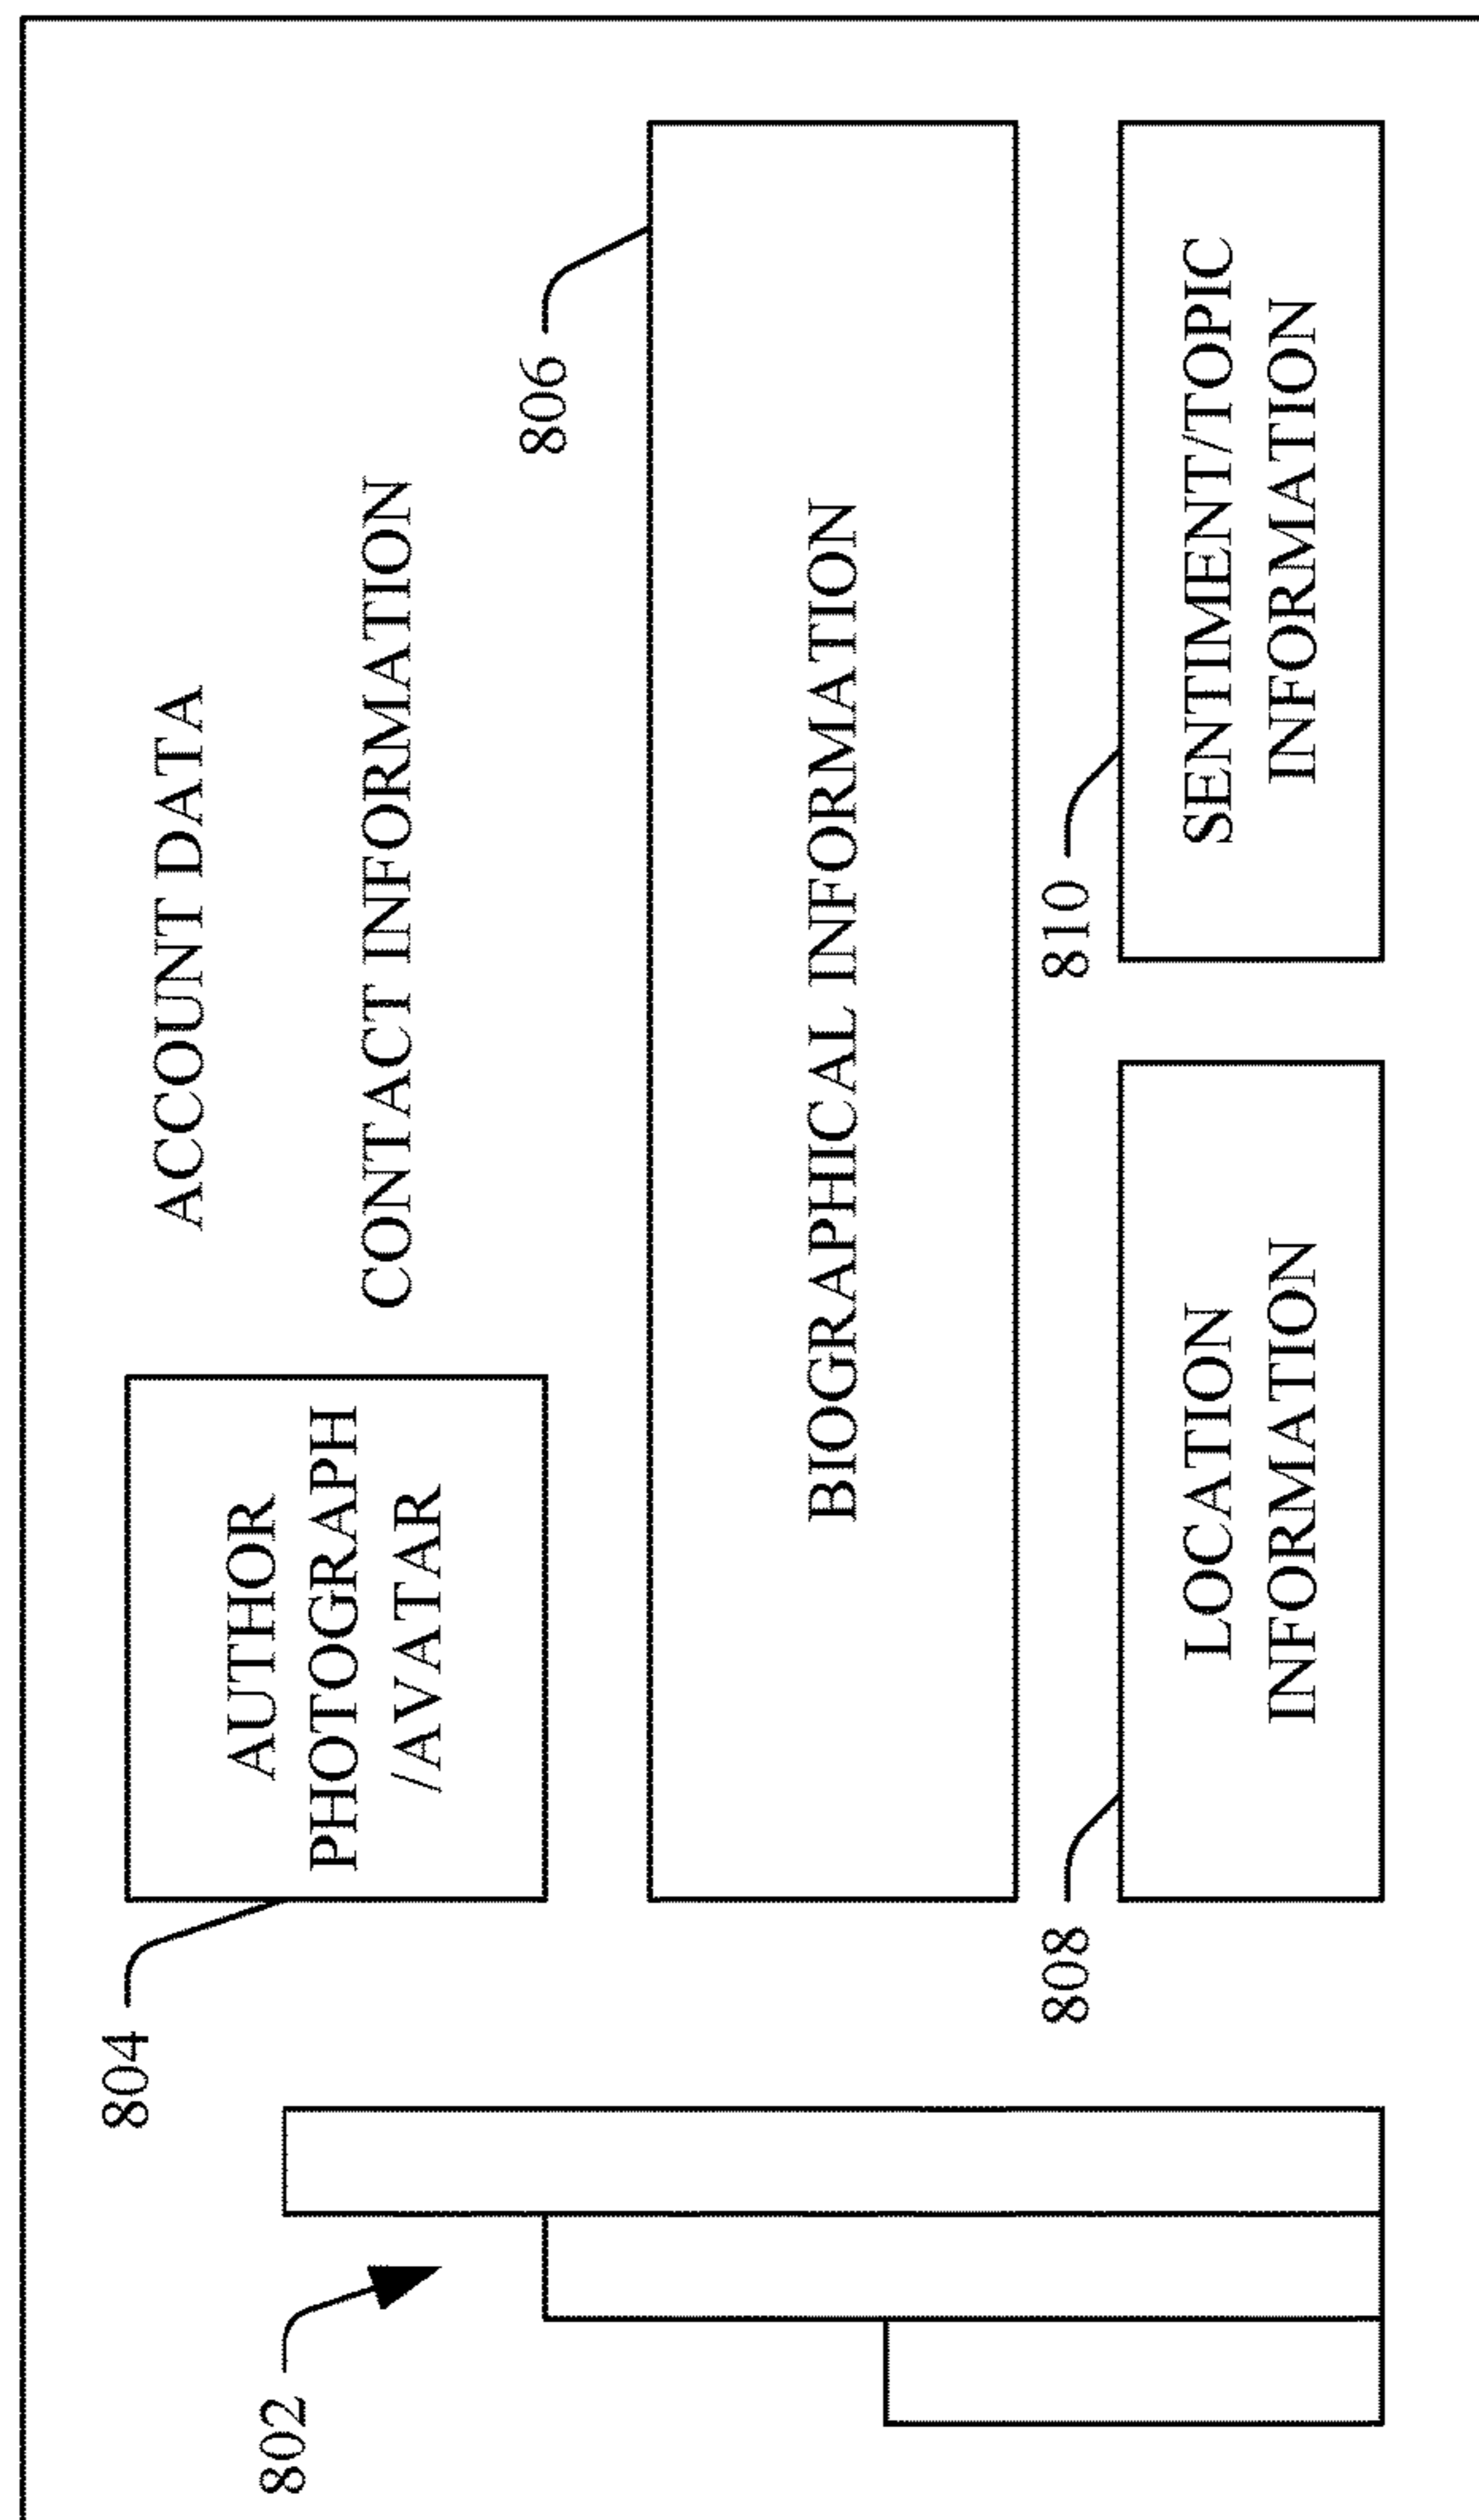 ACCOUNT DATA
804
AUTHOR
PHOTOGRAPH
/AVATAR
CONTACT INFORMATION
802
806
BIOGRAPHICAL INFORMATION
808
810
LOCATION
INFORMATION
SENTIMENT/TOPIC
INFORMATION